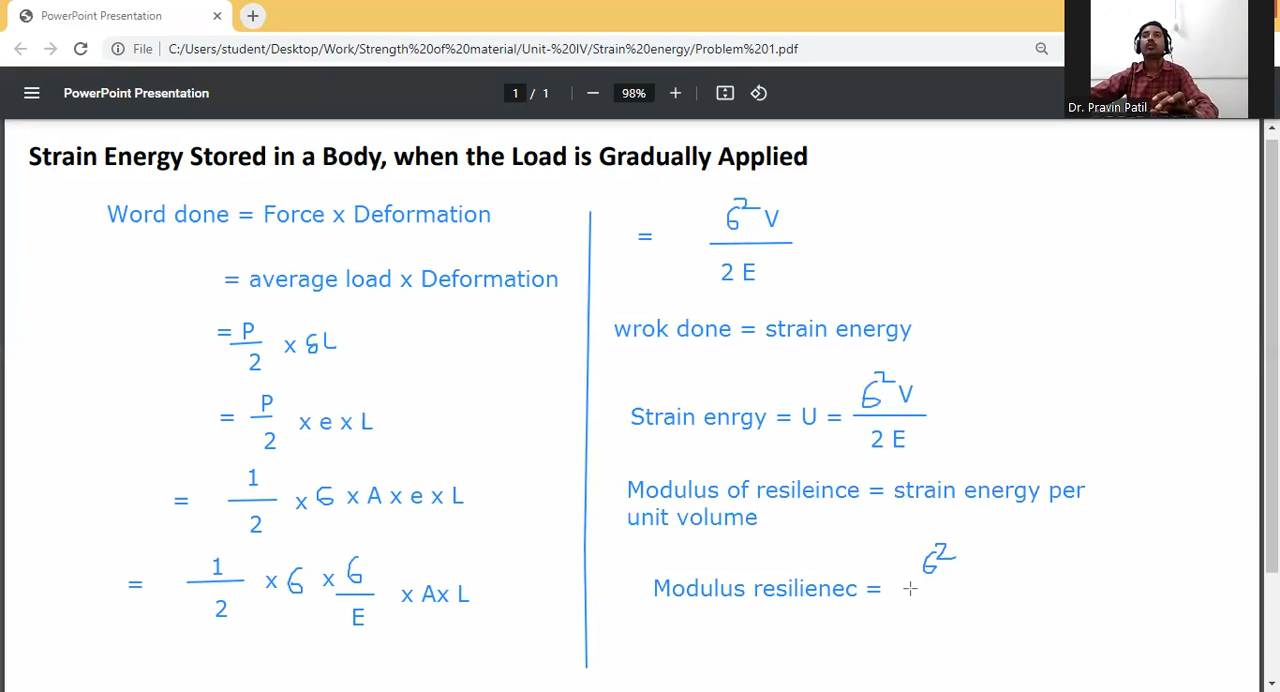 PowerPoint Presentation
File C:/Users/student/Desktop/Work/Strength%20of%20material/Unit-%20IV/Strain%20energy/Problem%201.pdf
PowerPoint Presentation
1 / 1
98%
Dr. Pravin Patil
Strain Energy Stored in a Body, when the Load is Gradually Applied
Word done = Force x Deformation
= average load x Deformation
= P/2 x δL
= P/2 x e x L
= 1/2 x σ x A x e x L
= 1/2 x σ x σ/E x Ax L
= σ² V / 2 E
wrok done = strain energy
Strain enrgy = U = σ² V / 2 E
Modulus of resileince = strain energy per
unit volume
Modulus resilienec = σ²